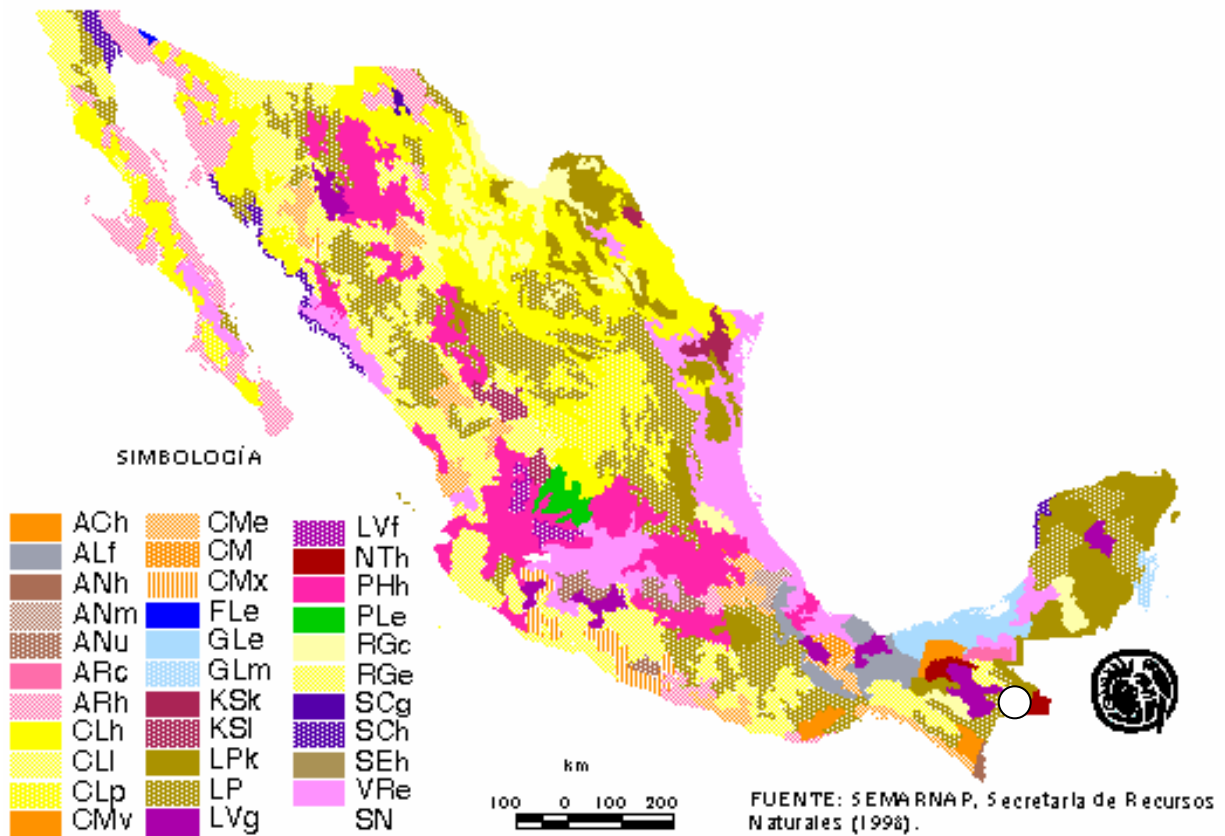 SIMBOLOGÍA
ACh
ALf
ANh
ANm
ANu
ARc
ARh
CLh
CLl
CLp
CMv
CMe
CM
CMx
FLe
GLe
GLm
KSk
KSl
LPk
LP
LVg
LVf
NTh
PHh
PLe
RGc
RGe
SCg
SCh
SEh
VRe
SN
km
100 0 100 200
FUENTE: SEMARNAP, Secretaría de Recursos
Naturales (1998).